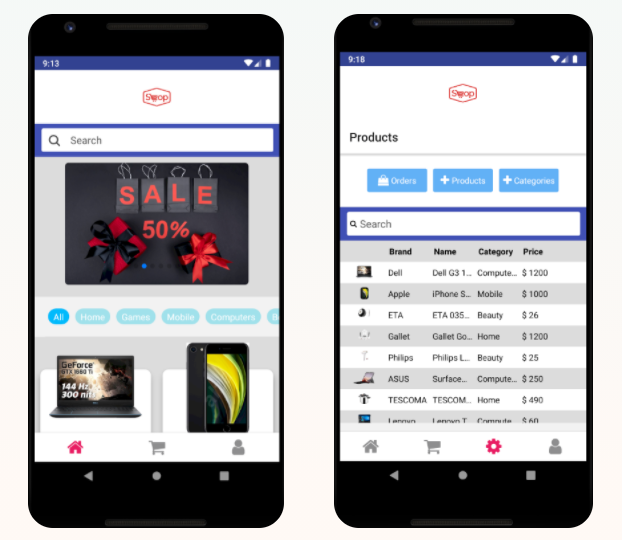 9:13
Swop
Search
SALE
50%
All
Home
Games
Mobile
Computers
GeForce
GTX 1660 Ti
144 Hz
300 nit
9:18
Swop
Products
Orders
Products
Categories
Search
Brand Name Category Price
Dell Dell G3 1... Compute... $ 1200
Apple iPhone S... Mobile $ 1000
ETA ETA 035... Beauty $ 26
Gallet Gallet Go... Home $ 1200
Philips Philips L... Beauty $ 25
ASUS Surface... Compute... $ 250
TESCOMA TESCOM... Home $ 490
Lenovo Lenovo T Compute $ 60